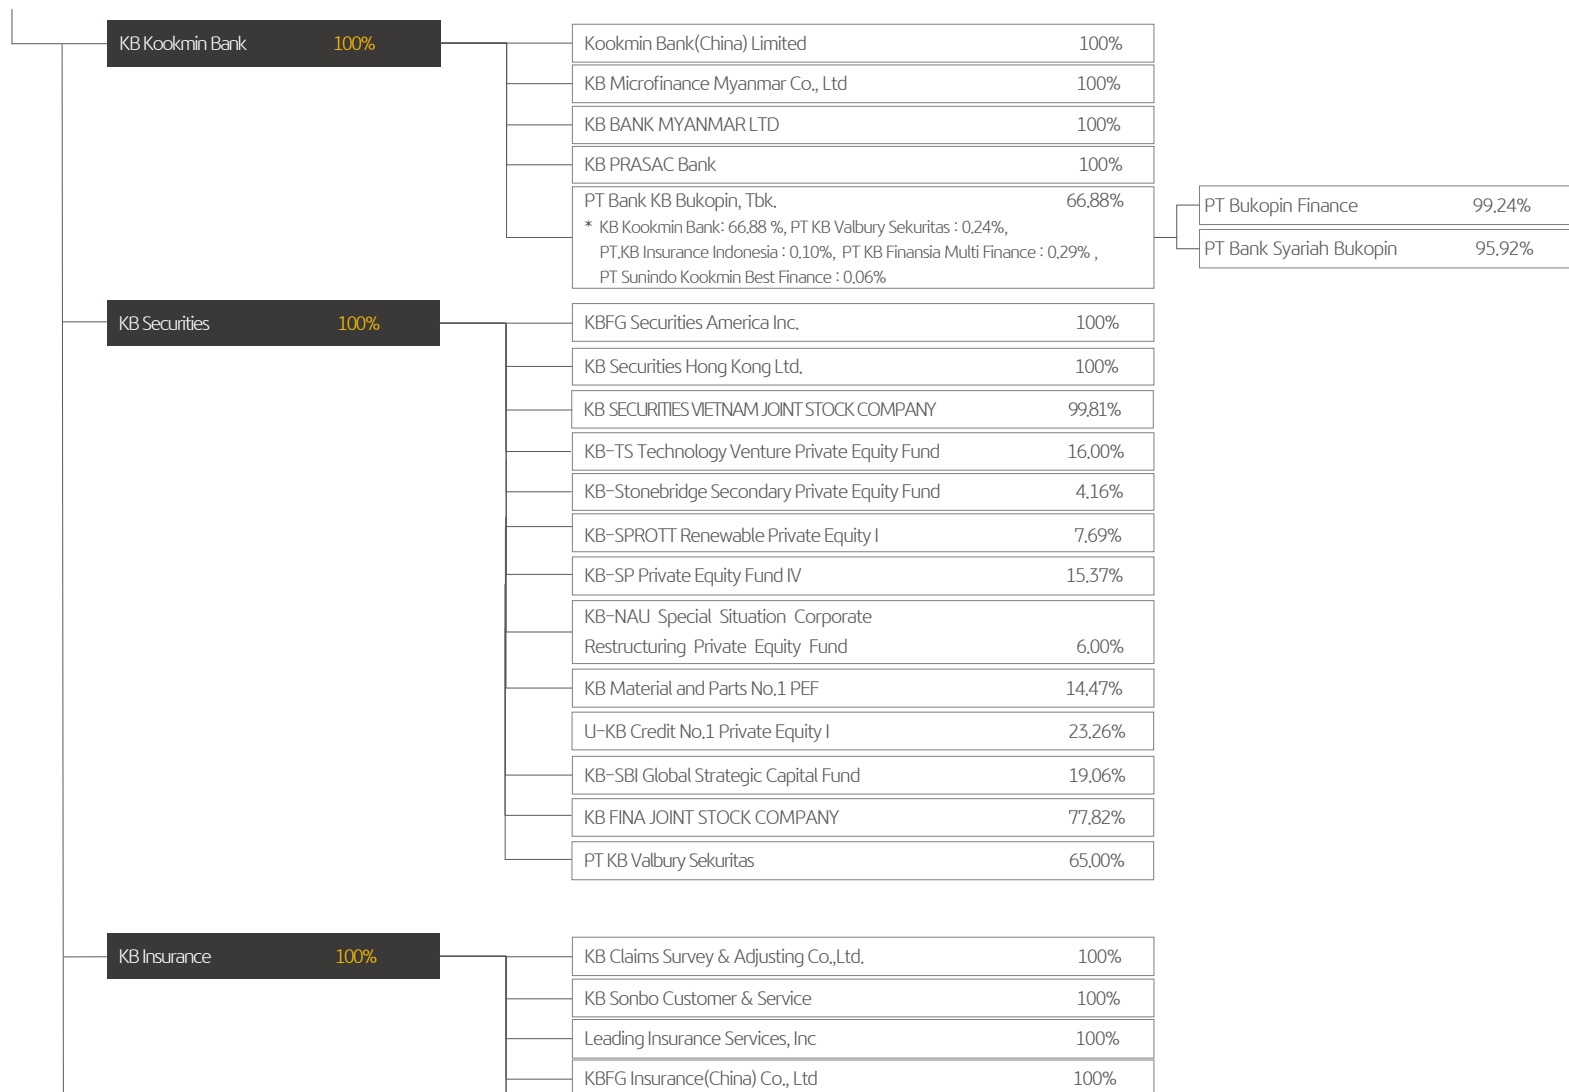 KB Kookmin Bank 100%
Kookmin Bank(China) Limited 100%
KB Microfinance Myanmar Co., Ltd 100%
KB BANK MYANMAR LTD 100%
KB PRASAC Bank 100%
PT Bank KB Bukopin, Tbk. 66.88%
* KB Kookmin Bank: 66.88 %, PT KB Valbury Sekuritas : 0.24%,
PT.KB Insurance Indonesia : 0.10%, PT KB Finansia Multi Finance : 0.29% ,
PT Sunindo Kookmin Best Finance : 0.06%
PT Bukopin Finance 99.24%
PT Bank Syariah Bukopin 95.92%
KB Securities 100%
KBFG Securities America Inc. 100%
KB Securities Hong Kong Ltd. 100%
KB SECURITIES VIETNAM JOINT STOCK COMPANY 99.81%
KB-TS Technology Venture Private Equity Fund 16.00%
KB-Stonebridge Secondary Private Equity Fund 4.16%
KB-SPROTT Renewable Private Equity I 7.69%
KB-SP Private Equity Fund IV 15.37%
KB-NAU Special Situation Corporate
Restructuring Private Equity Fund 6.00%
KB Material and Parts No.1 PEF 14.47%
U-KB Credit No.1 Private Equity I 23.26%
KB-SBI Global Strategic Capital Fund 19.06%
KB FINA JOINT STOCK COMPANY 77.82%
PT KB Valbury Sekuritas 65.00%
KB Insurance 100%
KB Claims Survey & Adjusting Co.,Ltd. 100%
KB Sonbo Customer & Service 100%
Leading Insurance Services, Inc 100%
KBFG Insurance(China) Co., Ltd 100%